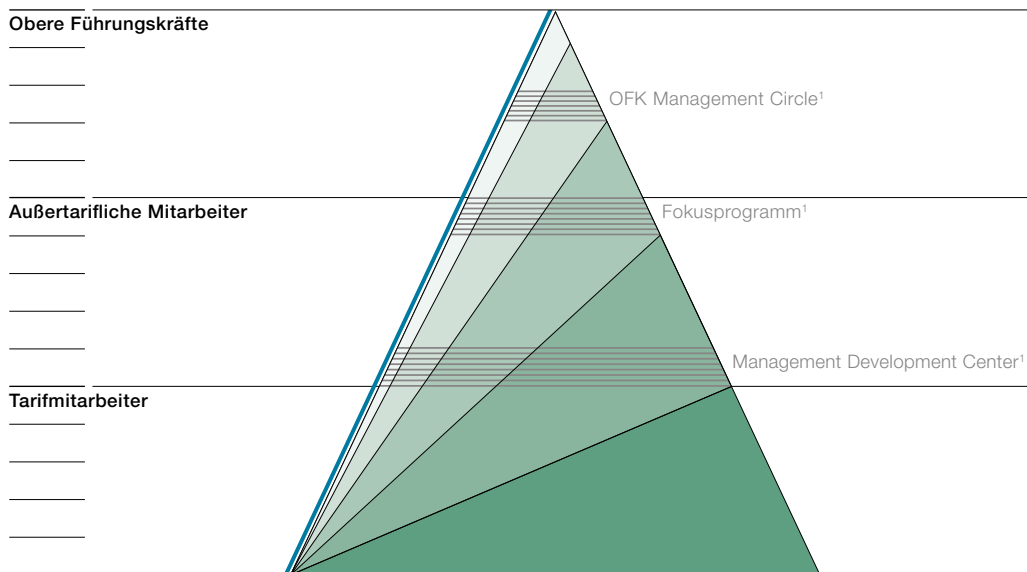 Obere Führungskräfte
OFK Management Circle¹
Außertarifliche Mitarbeiter
Fokusprogramm¹
Management Development Center¹
Tarifmitarbeiter